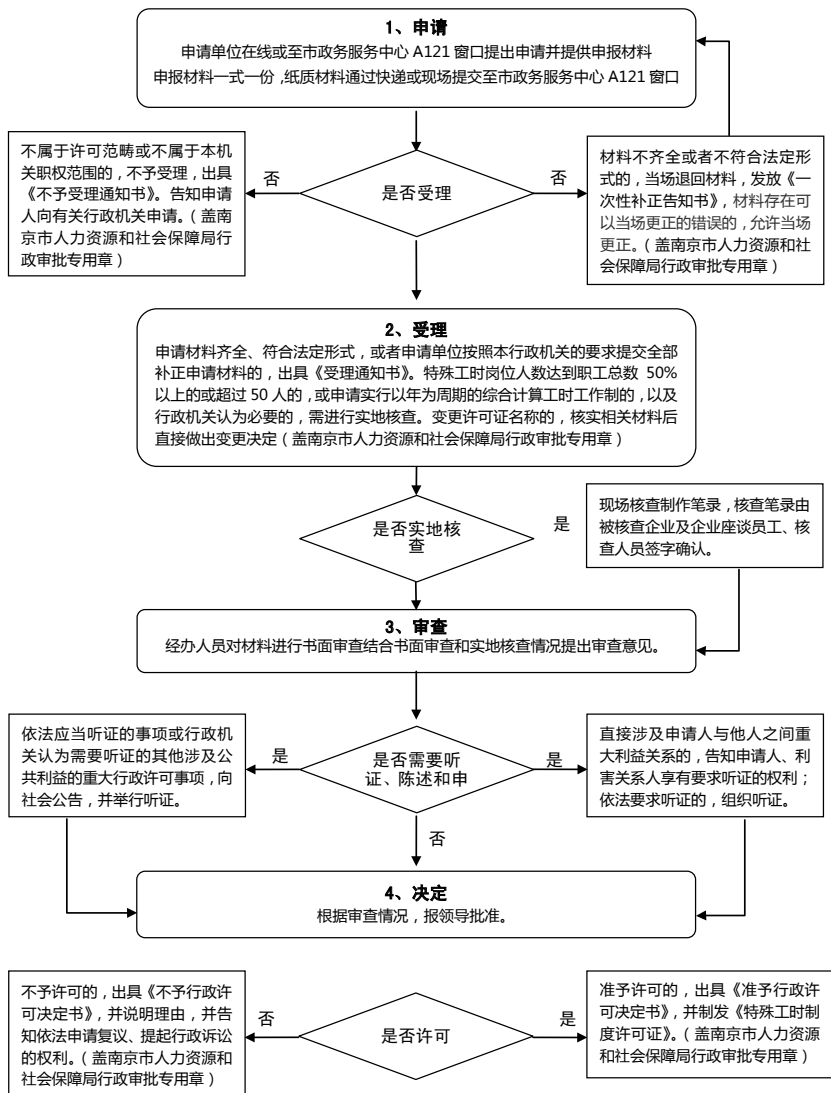 1、申请
申请单位在线或至市政务服务中心 A121 窗口提出申请并提供申报材料
申报材料一式一份，纸质材料通过快递或现场提交至市政务服务中心 A121 窗口
不属于许可范畴或不属于本机
关职权范围的，不予受理，出具
《不予受理通知书》。告知申请
人向有关行政机关申请。（盖南
京市人力资源和社会保障局行
政审批专用章）
否
是否受理
否
材料不齐全或者不符合法定形
式的，当场退回材料，发放《一
次性补正告知书》，材料存在可
以当场更正的错误的，允许当场
更正。（盖南京市人力资源和社
会保障局行政审批专用章）
2、受理
申请材料齐全、符合法定形式，或者申请单位按照本行政机关的要求提交全部
补正申请材料的，出具《受理通知书》。特殊工时岗位人数达到职工总数 50%
以上的或超过 50 人的，或申请实行以年为周期的综合计算工时工作制的，以及
行政机关认为必要的，需进行实地核查。变更许可证名称的，核实相关材料后
直接做出变更决定（盖南京市人力资源和社会保障局行政审批专用章）
是否实地核
查
是
现场核查制作笔录，核查笔录由
被核查企业及企业座谈员工、核
查人员签字确认。
3、审查
经办人员对材料进行书面审查结合书面审查和实地核查情况提出审查意见。
依法应当听证的事项或行政机
关认为需要听证的其他涉及公
共利益的重大行政许可事项，向
社会公告，并举行听证。
是
是否需要听
证、陈述和申
是
直接涉及申请人与他人之间重
大利益关系的，告知申请人、利
害关系人享有要求听证的权利；
依法要求听证的，组织听证。
否
4、决定
根据审查情况，报领导批准。
不予许可的，出具《不予行政许
可决定书》，并说明理由，并告
知依法申请复议、提起行政诉讼
的权利。（盖南京市人力资源和
社会保障局行政审批专用章）
否
是否许可
是
准予许可的，出具《准予行政许
可决定书》，并制发《特殊工时制
度许可证》。（盖南京市人力资源
和社会保障局行政审批专用章）